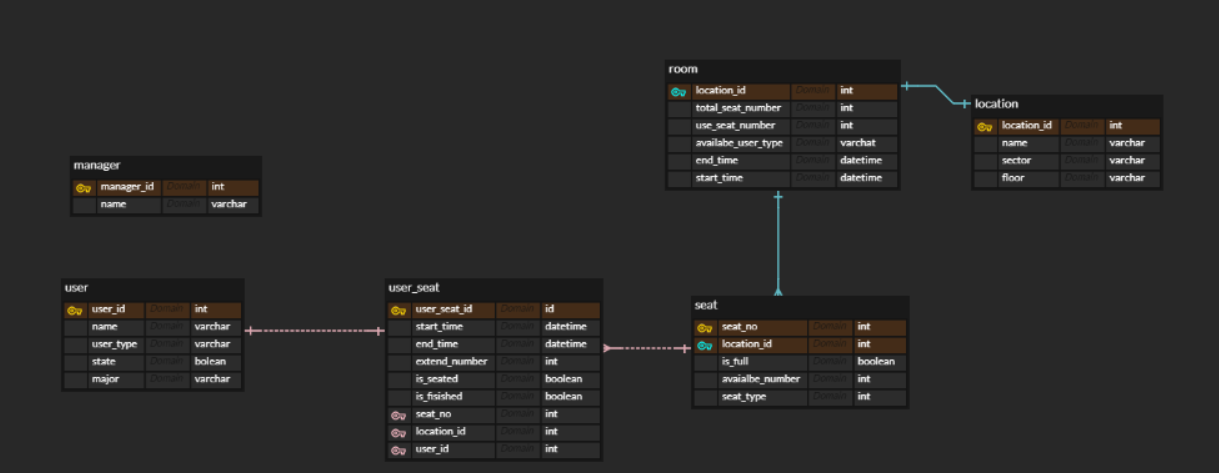 room
location_id Domain int
total_seat_number Domain int
use_seat_number Domain int
availabe_user_type Domain varchat
end_time Domain datetime
start_time Domain datetime
location
location_id Domain int
name Domain varchar
sector Domain varchar
floor Domain varchar
manager
manager_id Domain int
name Domain varchar
user
user_id Domain int
name Domain varchar
user_type Domain varchar
state Domain bolean
major Domain varchar
user_seat
user_seat_id Domain id
start_time Domain datetime
end_time Domain datetime
extend_number Domain int
is_seated Domain boolean
is_fisished Domain boolean
seat_no Domain int
location_id Domain int
user_id Domain int
seat
seat_no Domain int
location_id Domain int
is_full Domain boolean
avaialbe_number Domain int
seat_type Domain int